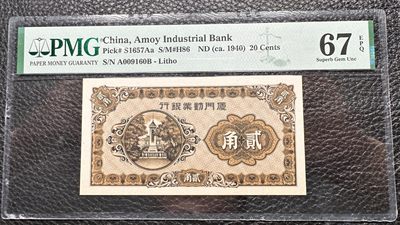 PMG
PAPER MONEY GUARANTY
China, Amoy Industrial Bank
Pick# S1657Aa S/M#H86 ND (ca. 1940) 20 Cents
S/N A009160B - Litho
67 EPQ
Superb Gem Unc
行銀業勸門廈
角貳
角貳